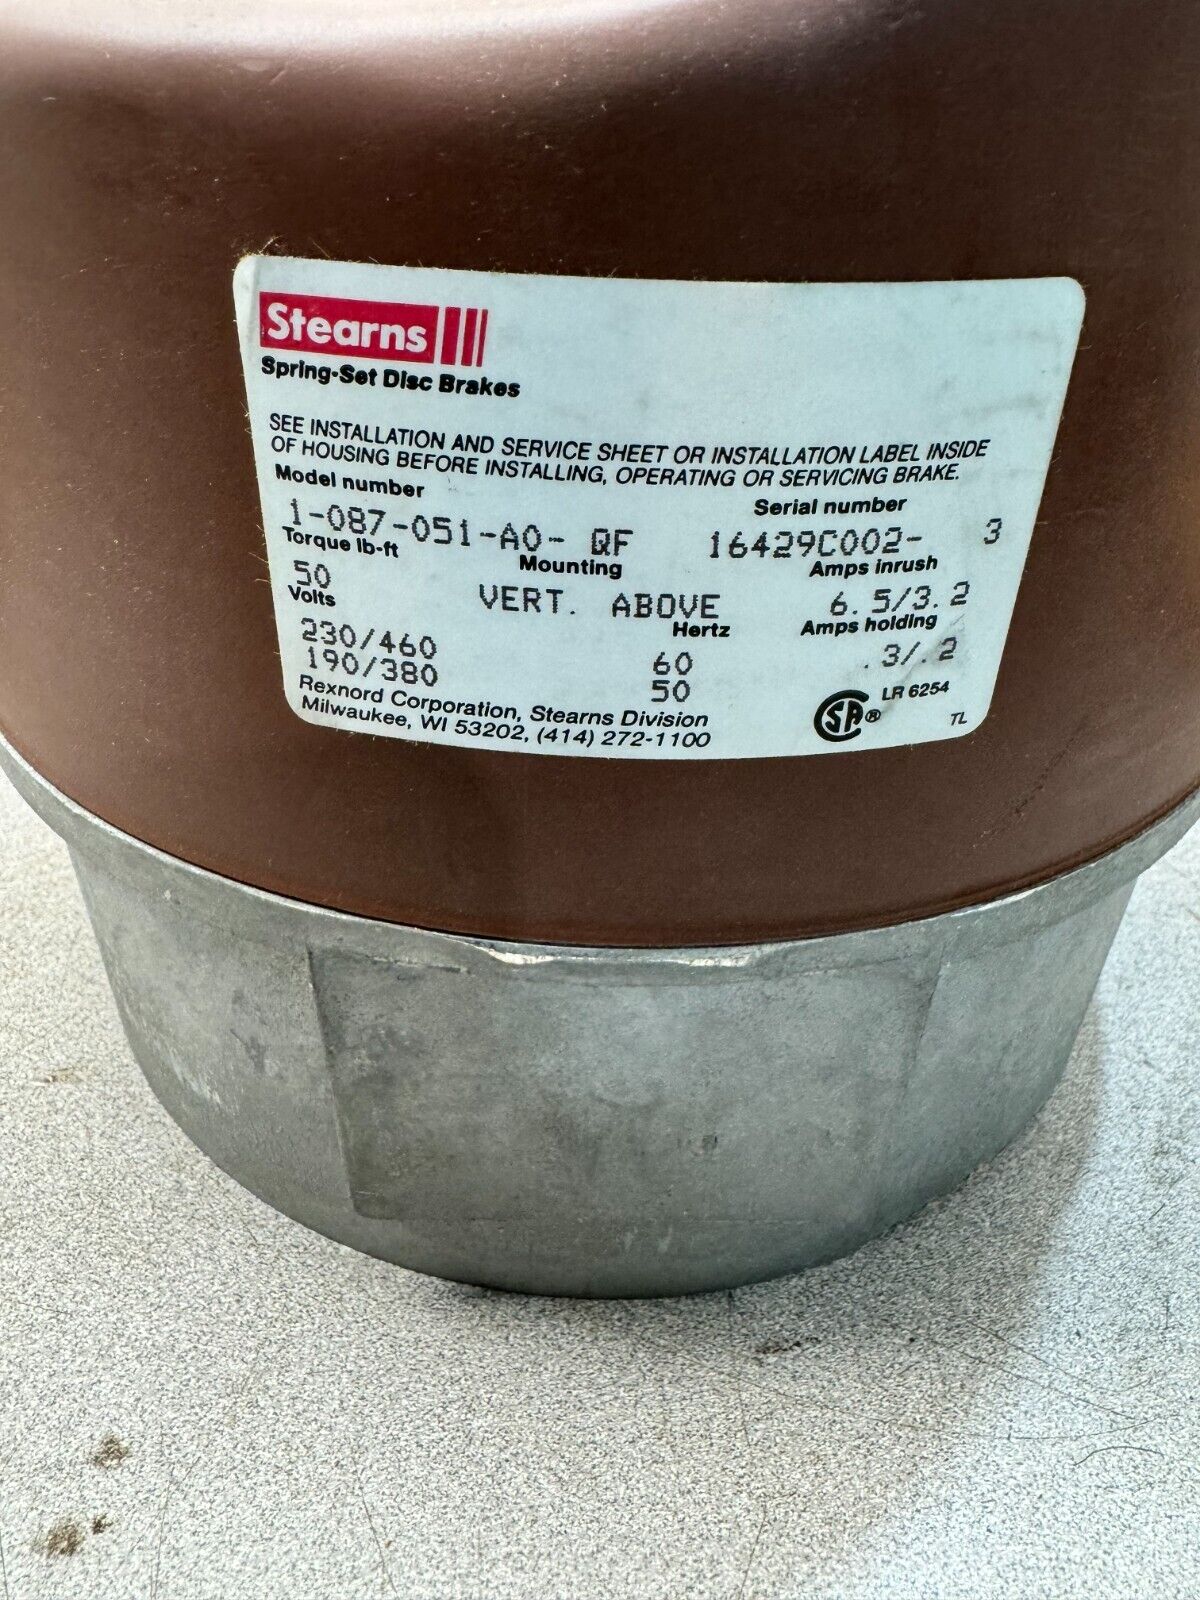 Stearns
Spring-Set Disc Brakes
SEE INSTALLATION AND SERVICE SHEET OR INSTALLATION LABEL INSIDE
OF HOUSING BEFORE INSTALLING, OPERATING OR SERVICING BRAKE.
Model number Serial number
1-087-051-A0- QF 16429C002- 3
Torque lb-ft Mounting Amps inrush
50 VERT. ABOVE 6.5/3.2
Volts Hertz Amps holding
230/460 60 .3/.2
190/380 50
Rexnord Corporation, Stearns Division
Milwaukee, WI 53202, (414) 272-1100
SA® LR 6254
TL